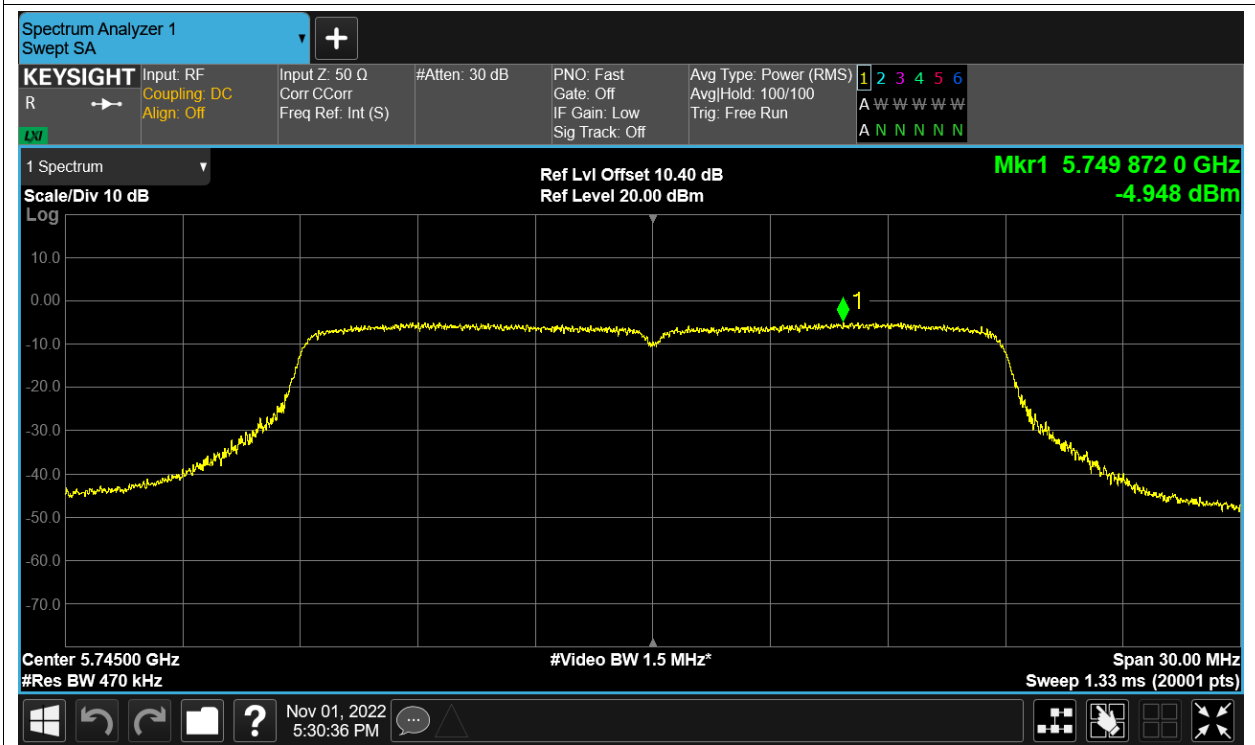 Spectrum Analyzer 1
Swept SA
KEYSIGHT
R
LXI
Input: RF
Coupling: DC
Align: Off
Input Z: 50 Ω
Corr CCorr
Freq Ref: Int (S)
#Atten: 30 dB
PNO: Fast
Gate: Off
IF Gain: Low
Sig Track: Off
Avg Type: Power (RMS)
Avg|Hold: 100/100
Trig: Free Run
1 2 3 4 5 6
A W W W W W
A N N N N N
1 Spectrum
Scale/Div 10 dB
Ref Lvl Offset 10.40 dB
Ref Level 20.00 dBm
Mkr1 5.749 872 0 GHz
-4.948 dBm
Log
10.0
0.00
-10.0
-20.0
-30.0
-40.0
-50.0
-60.0
-70.0
1
Center 5.74500 GHz
#Res BW 470 kHz
#Video BW 1.5 MHz*
Span 30.00 MHz
Sweep 1.33 ms (20001 pts)
?
Nov 01, 2022
5:30:36 PM